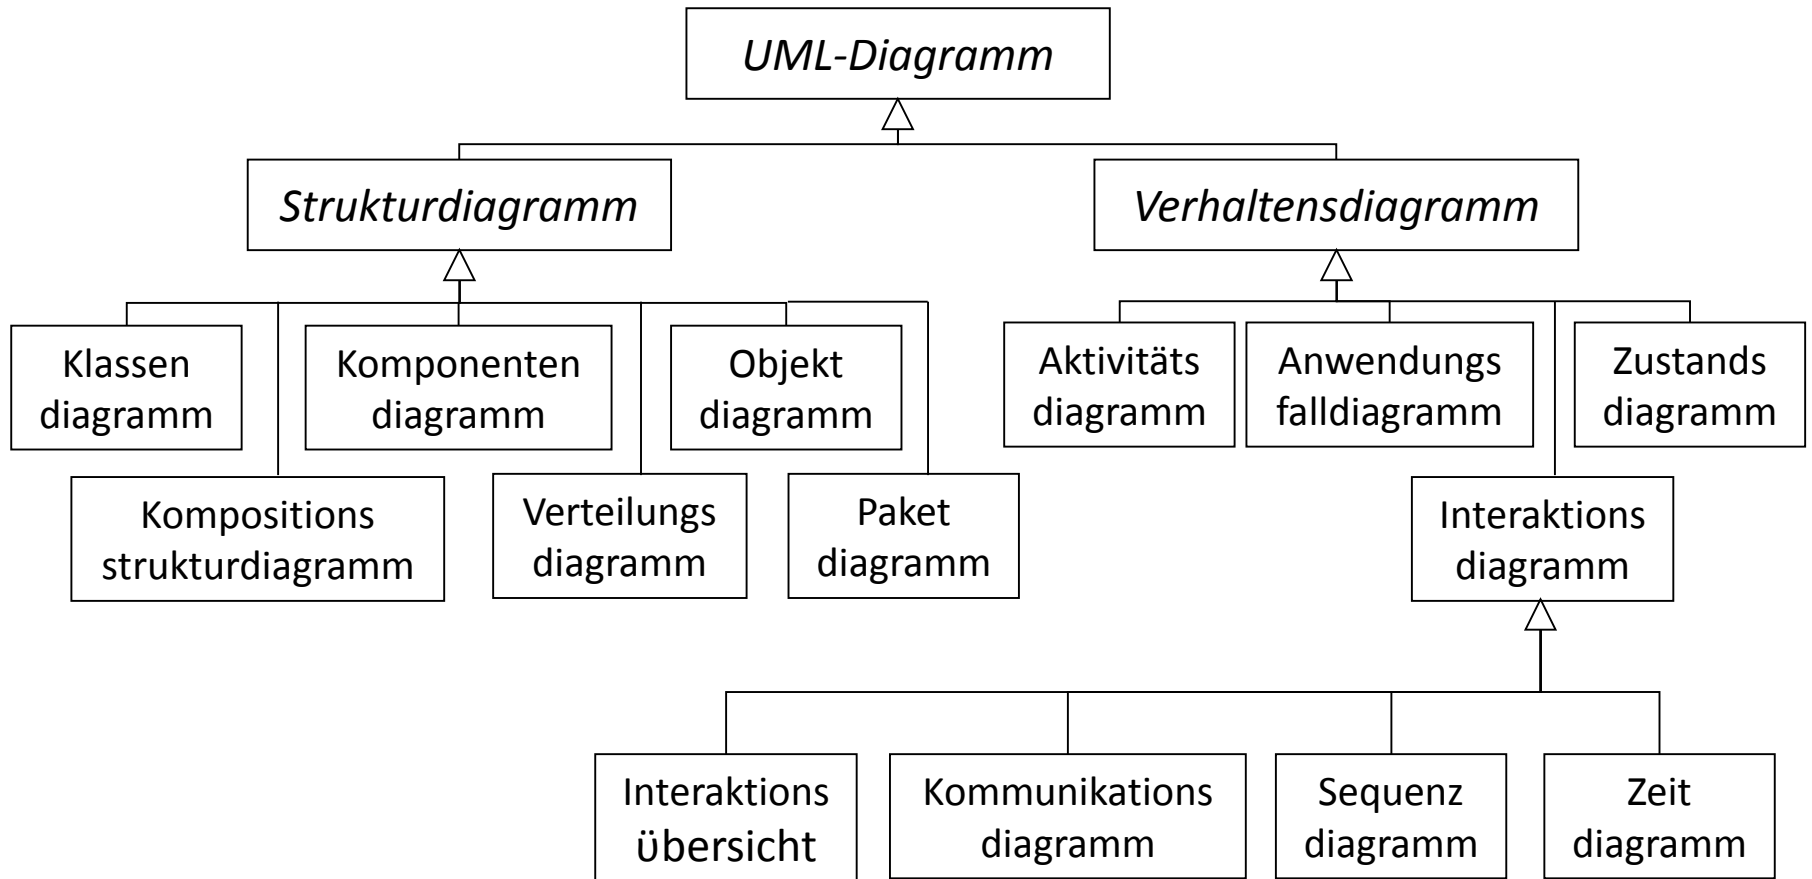 UML-Diagramm
Strukturdiagramm
Verhaltensdiagramm
Klassen
diagramm
Komponenten
diagramm
Objekt
diagramm
Aktivitäts
diagramm
Anwendungs
falldiagramm
Zustands
diagramm
Kompositions
strukturdiagramm
Verteilungs
diagramm
Paket
diagramm
Interaktions
diagramm
Interaktions
übersicht
Kommunikations
diagramm
Sequenz
diagramm
Zeit
diagramm